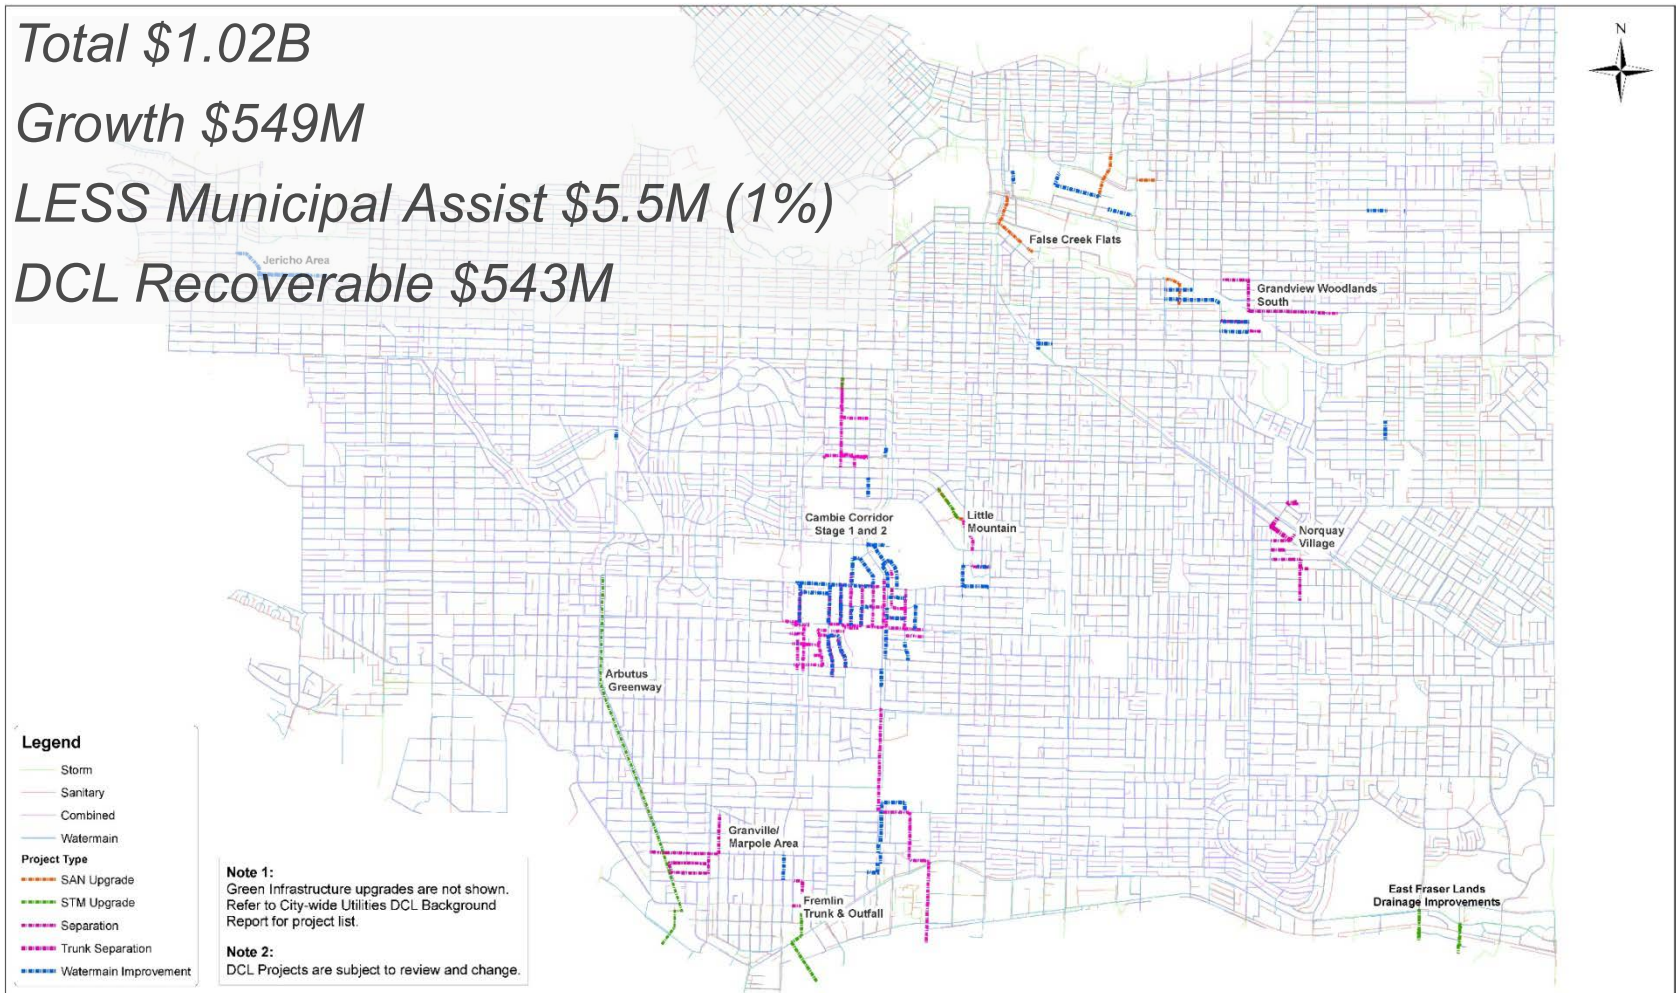 Total $1.02B
Growth $549M
LESS Municipal Assist $5.5M (1%)
DCL Recoverable $543M
N
Jericho Area
False Creek Flats
Grandview Woodlands
South
Cambie Corridor
Stage 1 and 2
Little
Mountain
Norquay
Village
Arbutus
Greenway
Granville/
Marpole Area
Fremlin
Trunk & Outfall
East Fraser Lands
Drainage Improvements
Legend
Storm
Sanitary
Combined
Watermain
Project Type
SAN Upgrade
STM Upgrade
Separation
Trunk Separation
Watermain Improvement
Note 1:
Green Infrastructure upgrades are not shown.
Refer to City-wide Utilities DCL Background
Report for project list.
Note 2:
DCL Projects are subject to review and change.